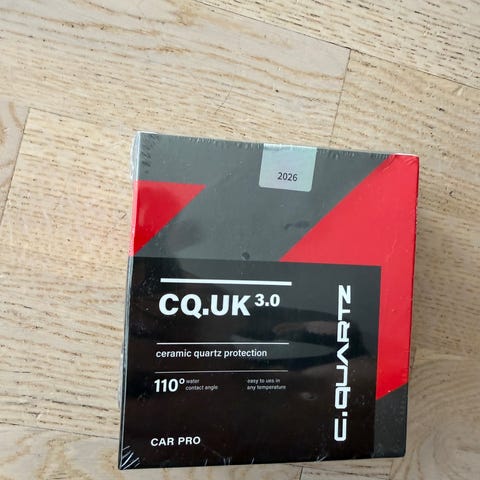 2026
CQ.UK 3.0
ceramic quartz protection
110° water contact angle
easy to use in any temperature
C.QUARTZ
CAR PRO